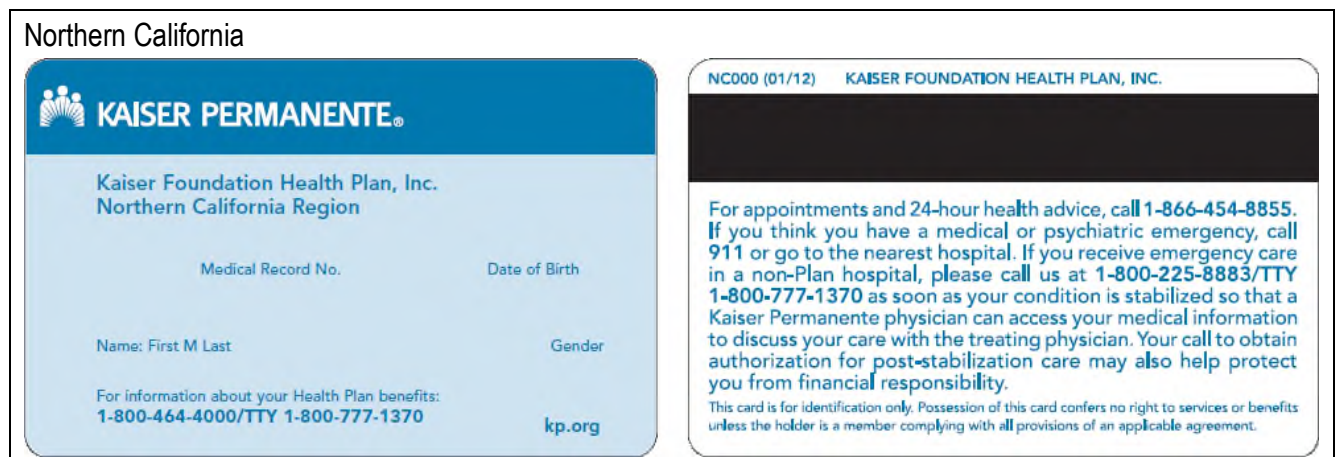 Northern California
KAISER PERMANENTE®
Kaiser Foundation Health Plan, Inc.
Northern California Region
Medical Record No. Date of Birth
Name: First M Last Gender
For information about your Health Plan benefits:
1-800-464-4000/TTY 1-800-777-1370
kp.org
NC000 (01/12) KAISER FOUNDATION HEALTH PLAN, INC.
For appointments and 24-hour health advice, call 1-866-454-8855.
If you think you have a medical or psychiatric emergency, call
911 or go to the nearest hospital. If you receive emergency care
in a non-Plan hospital, please call us at 1-800-225-8883/TTY
1-800-777-1370 as soon as your condition is stabilized so that a
Kaiser Permanente physician can access your medical information
to discuss your care with the treating physician. Your call to obtain
authorization for post-stabilization care may also help protect
you from financial responsibility.
This card is for identification only. Possession of this card confers no right to services or benefits
unless the holder is a member complying with all provisions of an applicable agreement.